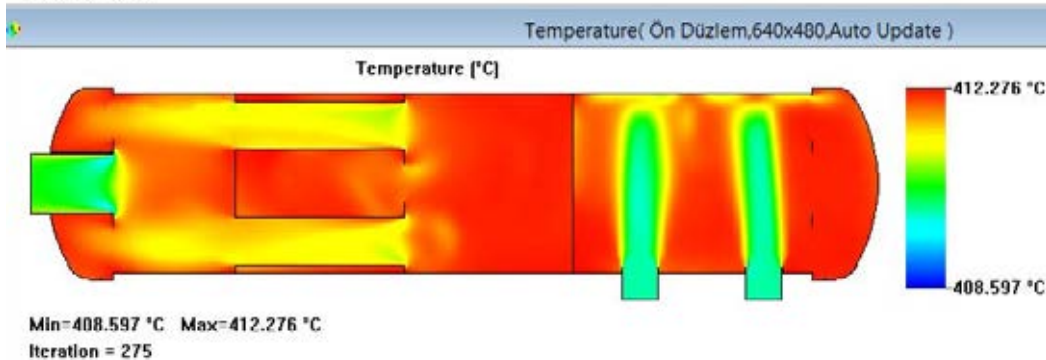 Temperature( Ön Düzlem,640x480,Auto Update )
Temperature [°C]
412.276 °C
408.597 °C
Min=408.597 °C Max=412.276 °C
Iteration = 275